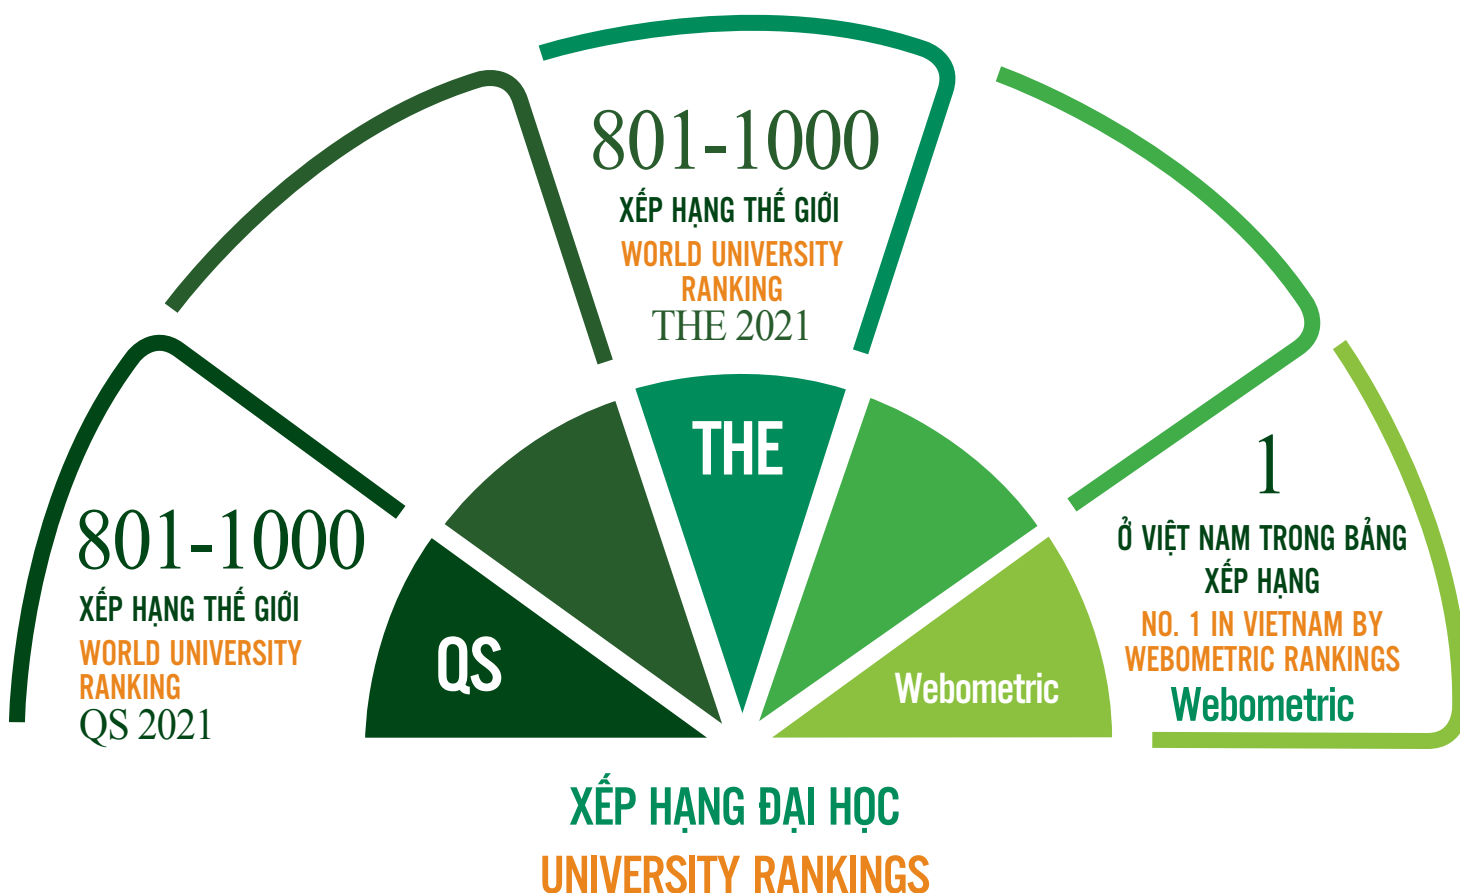 801-1000
XẾP HẠNG THẾ GIỚI
WORLD UNIVERSITY
RANKING
THE 2021
THE
801-1000
XẾP HẠNG THẾ GIỚI
WORLD UNIVERSITY
RANKING
QS 2021
QS
Webometric
1
Ở VIỆT NAM TRONG BẢNG
XẾP HẠNG
NO. 1 IN VIETNAM BY
WEBOMETRIC RANKINGS
Webometric
XẾP HẠNG ĐẠI HỌC
UNIVERSITY RANKINGS